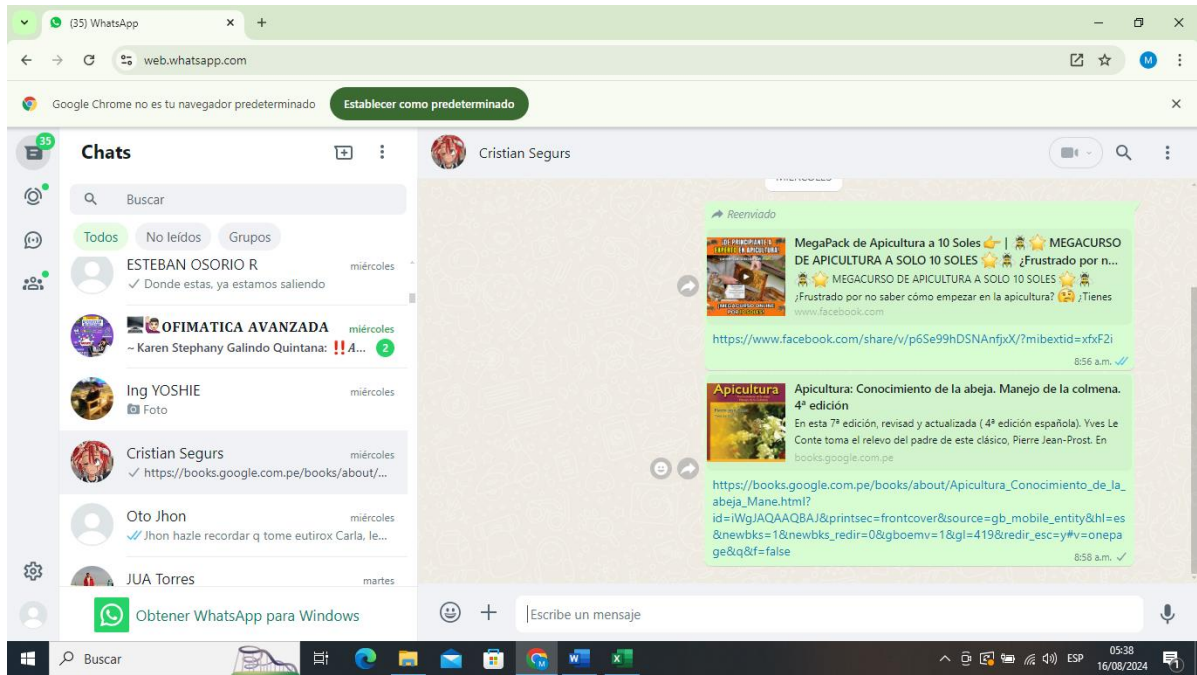 (35) WhatsApp
web.whatsapp.com
M
Google Chrome no es tu navegador predeterminado
Establecer como predeterminado
35
Chats
Buscar
Todos
No leídos
Grupos
ESTEBAN OSORIO R
miércoles
Donde estas, ya estamos saliendo
OFIMATICA AVANZADA
miércoles
~ Karen Stephany Galindo Quintana: ‼️A...
2
Ing YOSHIE
miércoles
Foto
Cristian Segurs
miércoles
https://books.google.com.pe/books/about/...
Oto Jhon
miércoles
Jhon hazle recordar q tome eutirox Carla, le...
JUA Torres
martes
Obtener WhatsApp para Windows
Cristian Segurs
MIÉRCOLES
Reenviado
DE PRINCIPIANTE A
EXPERTO EN APICULTURA
MegaPack de Apicultura a 10 Soles 👉 | 👨‍🌾🌟 MEGACURSO
DE APICULTURA A SOLO 10 SOLES 🌟👨‍🌾 ¿Frustrado por n...
👨‍🌾🌟 MEGACURSO DE APICULTURA A SOLO 10 SOLES 🌟👨‍🌾
¿Frustrado por no saber cómo empezar en la apicultura? 🤔 ¿Tienes
www.facebook.com
https://www.facebook.com/share/v/p6Se99hDSNAnfjxX/?mibextid=xfxF2i
8:56 a.m.
Apicultura
Apicultura: Conocimiento de la abeja. Manejo de la colmena.
4ª edición
En esta 7ª edición, revisad y actualizada ( 4ª edición española). Yves Le
Conte toma el relevo del padre de este clásico, Pierre Jean-Prost. En
books.google.com.pe
https://books.google.com.pe/books/about/Apicultura_Conocimiento_de_la_
abeja_Mane.html?
id=iWgJAQAAQBAJ&printsec=frontcover&source=gb_mobile_entity&hl=es
&newbks=1&newbks_redir=0&gboemv=1&gl=419&redir_esc=y#v=onepa
ge&q&f=false
8:58 a.m.
Escribe un mensaje
Buscar
ESP
05:38
16/08/2024
1